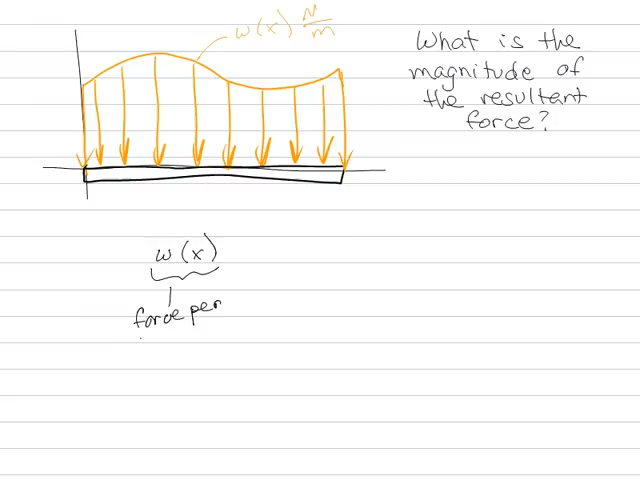 w(x) N/m
What is the
magnitude of
the resultant
force?
w(x)
force per